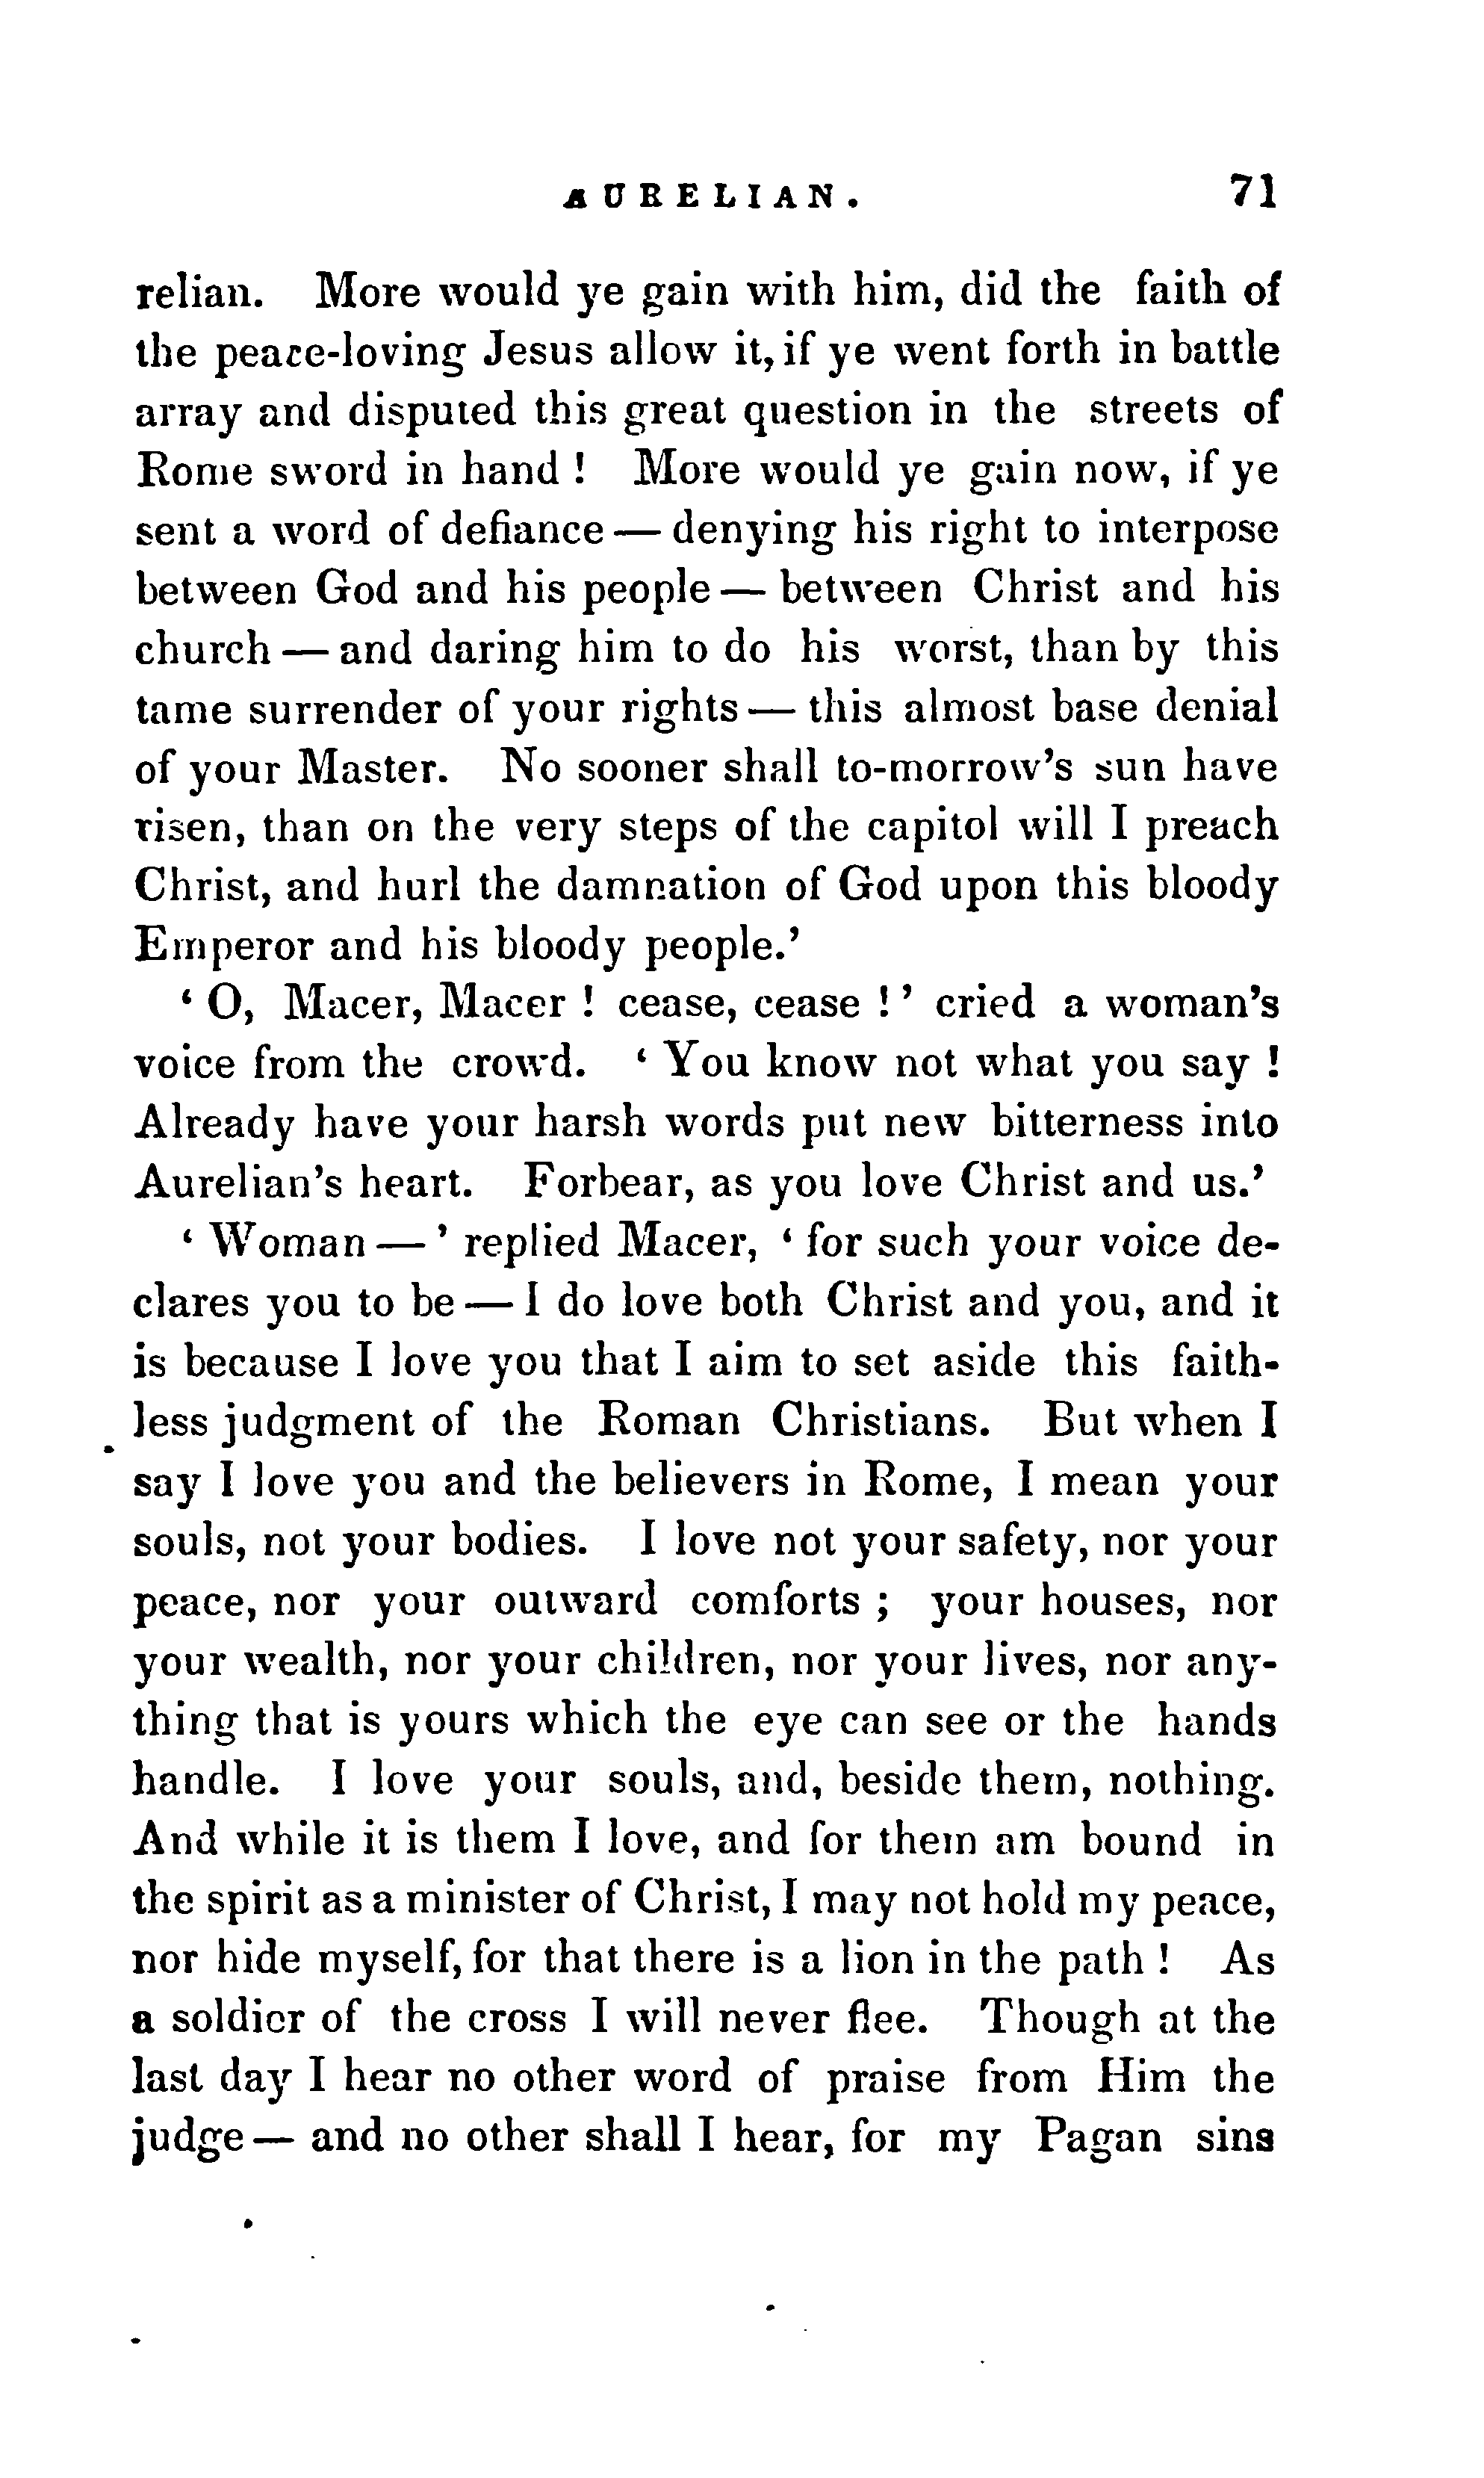 AURELIAN. 71
relian. More would ye gain with him, did the faith of
the peace-loving Jesus allow it, if ye went forth in battle
array and disputed this great question in the streets of
Rome sword in hand ! More would ye gain now, if ye
sent a word of defiance — denying his right to interpose
between God and his people — between Christ and his
church — and daring him to do his worst, than by this
tame surrender of your rights — this almost base denial
of your Master. No sooner shall to-morrow's sun have
risen, than on the very steps of the capitol will I preach
Christ, and hurl the damnation of God upon this bloody
Emperor and his bloody people.'
' O, Macer, Macer ! cease, cease ! ' cried a woman's
voice from the crowd. ' You know not what you say !
Already have your harsh words put new bitterness into
Aurelian's heart. Forbear, as you love Christ and us.'
' Woman — ' replied Macer, ' for such your voice de-
clares you to be — I do love both Christ and you, and it
is because I love you that I aim to set aside this faith-
less judgment of the Roman Christians. But when I
say I love you and the believers in Rome, I mean your
souls, not your bodies. I love not your safety, nor your
peace, nor your outward comforts ; your houses, nor
your wealth, nor your children, nor your lives, nor any-
thing that is yours which the eye can see or the hands
handle. I love your souls, and, beside them, nothing.
And while it is them I love, and for them am bound in
the spirit as a minister of Christ, I may not hold my peace,
nor hide myself, for that there is a lion in the path ! As
a soldier of the cross I will never flee. Though at the
last day I hear no other word of praise from Him the
judge — and no other shall I hear, for my Pagan sins